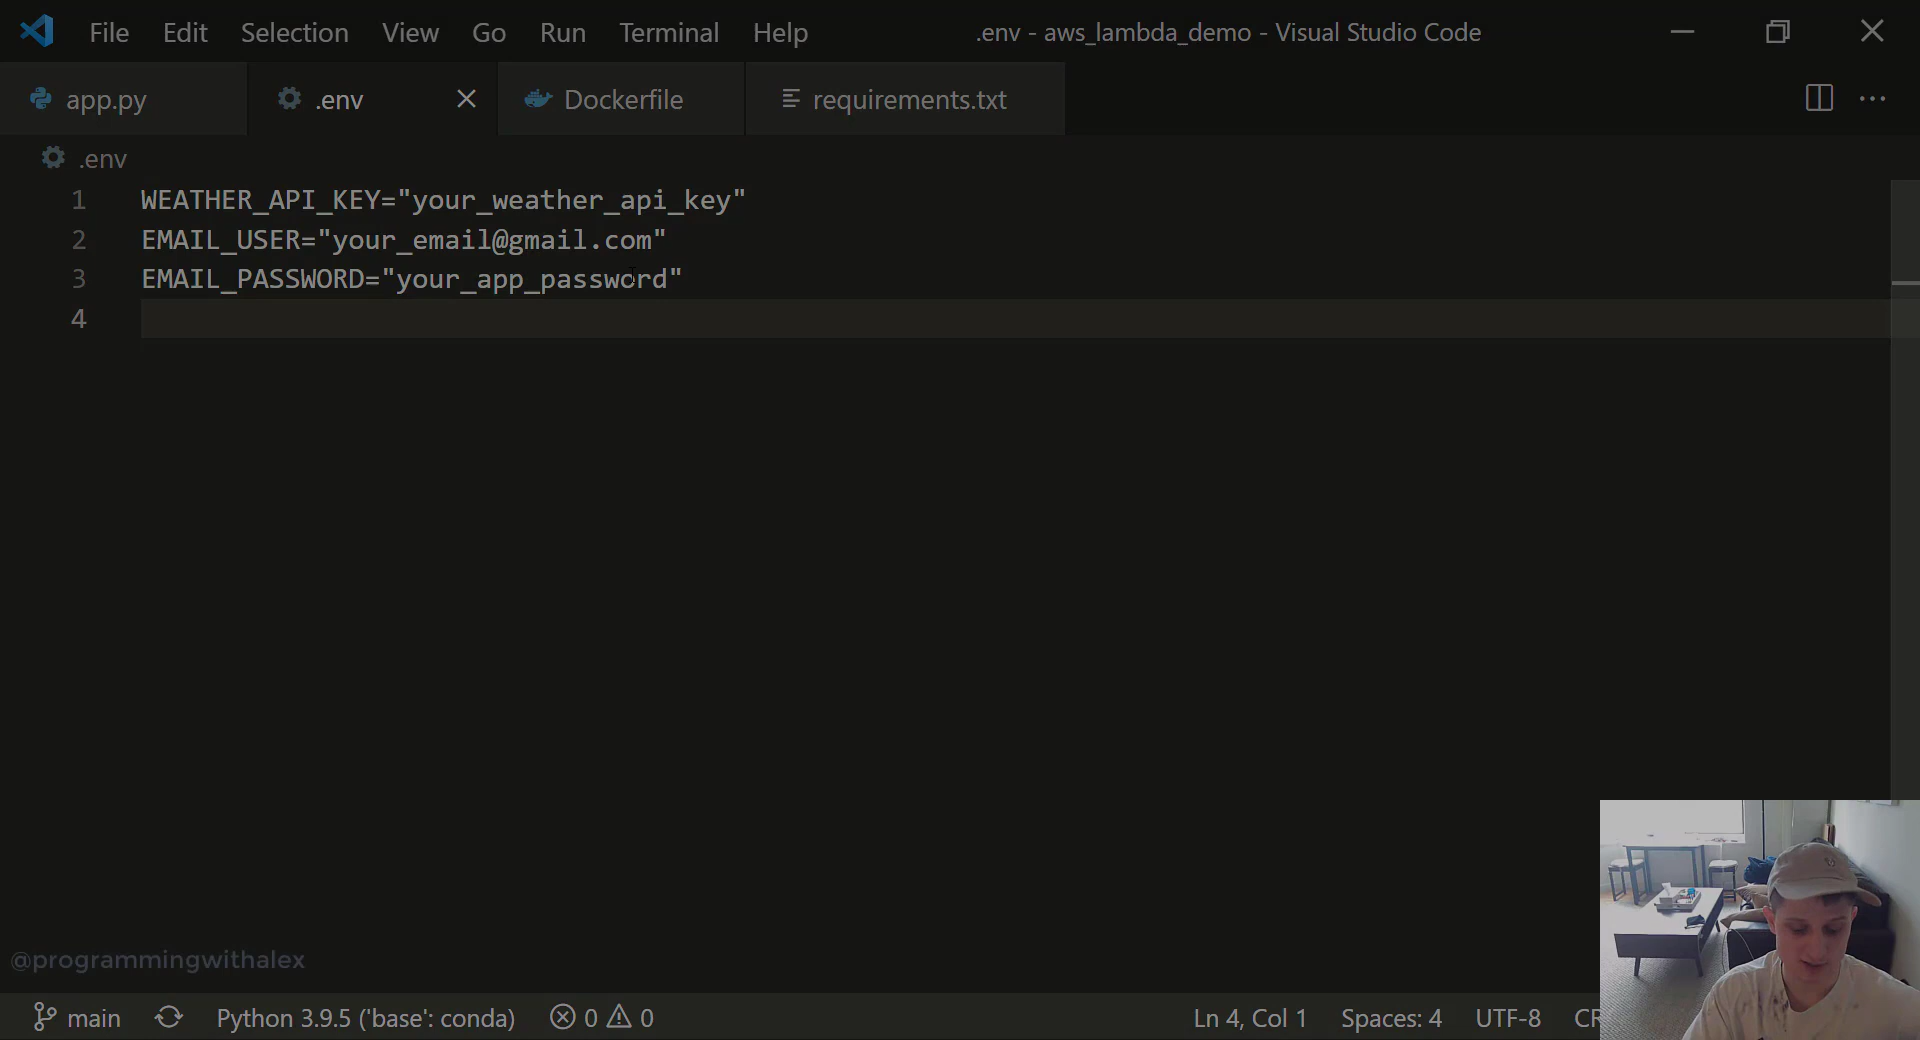 File Edit Selection View Go Run Terminal Help .env - aws_lambda_demo - Visual Studio Code
app.py .env Dockerfile requirements.txt
.env
1 WEATHER_API_KEY="your_weather_api_key"
2 EMAIL_USER="your_email@gmail.com"
3 EMAIL_PASSWORD="your_app_password"
4
@programmingwithalex
main Python 3.9.5 ('base': conda) 0 0 Ln 4, Col 1 Spaces: 4 UTF-8 CR